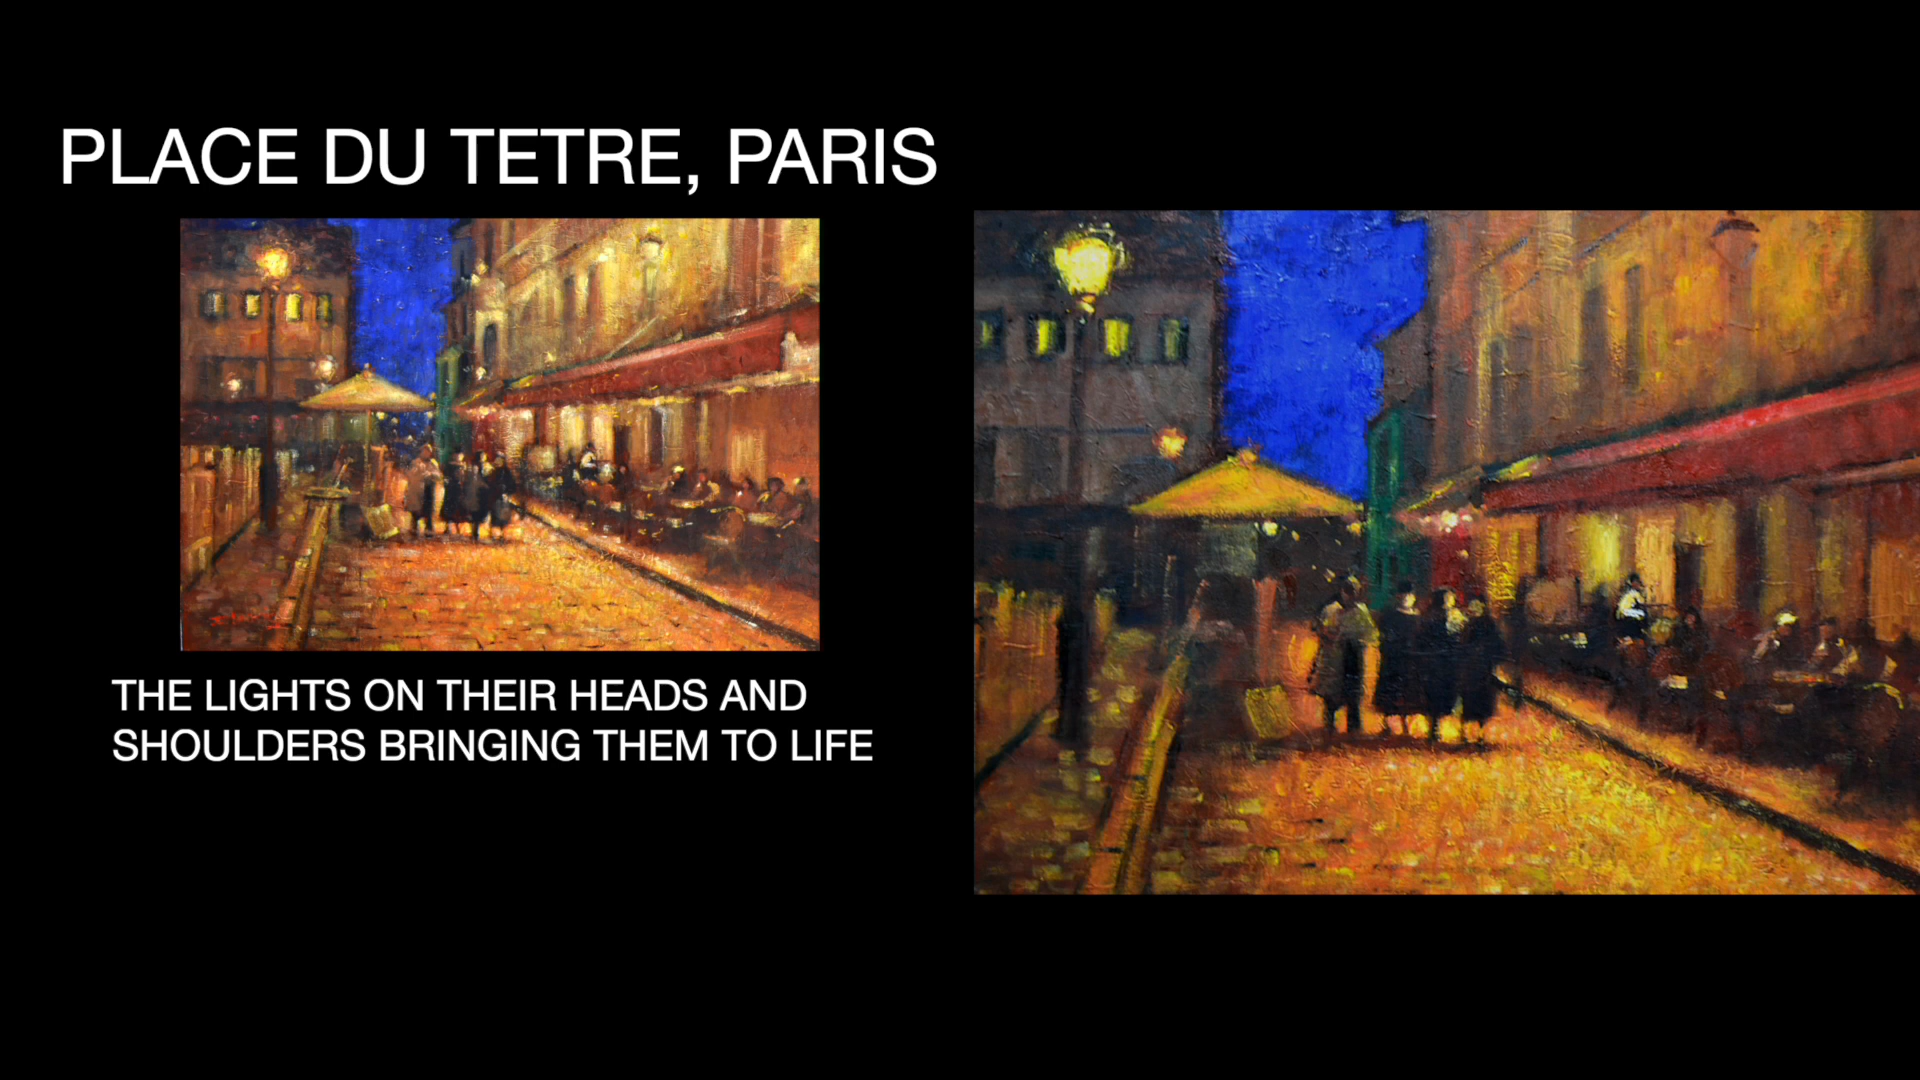 PLACE DU TETRE, PARIS
THE LIGHTS ON THEIR HEADS AND
SHOULDERS BRINGING THEM TO LIFE